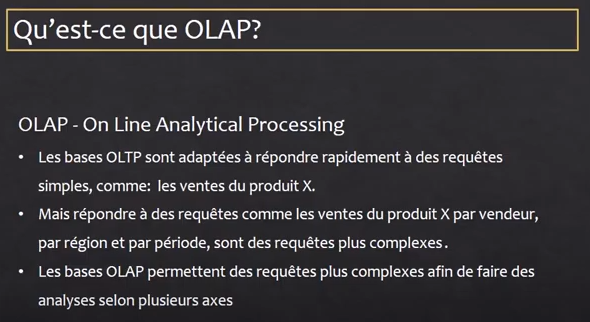 Qu’est-ce que OLAP?
OLAP - On Line Analytical Processing
• Les bases OLTP sont adaptées à répondre rapidement à des requêtes
simples, comme: les ventes du produit X.
• Mais répondre à des requêtes comme les ventes du produit X par vendeur,
par région et par période, sont des requêtes plus complexes.
• Les bases OLAP permettent des requêtes plus complexes afin de faire des
analyses selon plusieurs axes